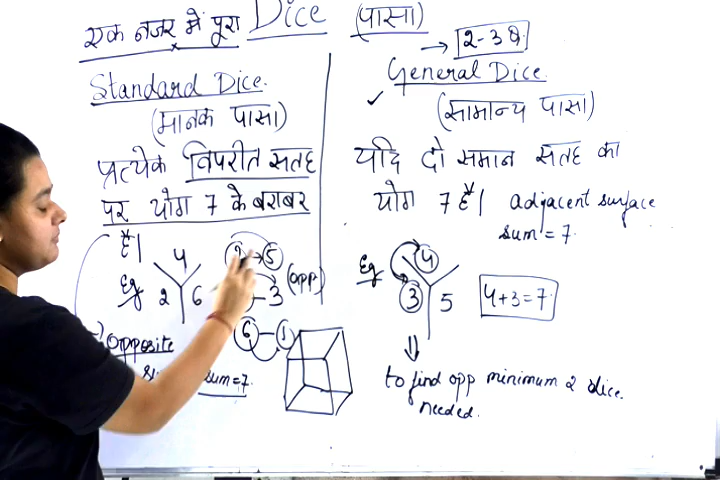 एक नजर में पूरा Dice (पासा)
→ 2-3 Q.
Standard Dice.
(मानक पासा)
प्रत्येक विपरीत सतह
पर योग 7 के बराबर
है।
Eg
4
2 6
5
3 (opp)
6 1
Opposite
sum=7.
General Dice.
✓ (सामान्य पासा)
यदि दो समान सतह का
योग 7 है। adjacent surface
sum = 7.
Eg
4
3 5
4+3=7
⇓
to find opp minimum 2 dice
needed.